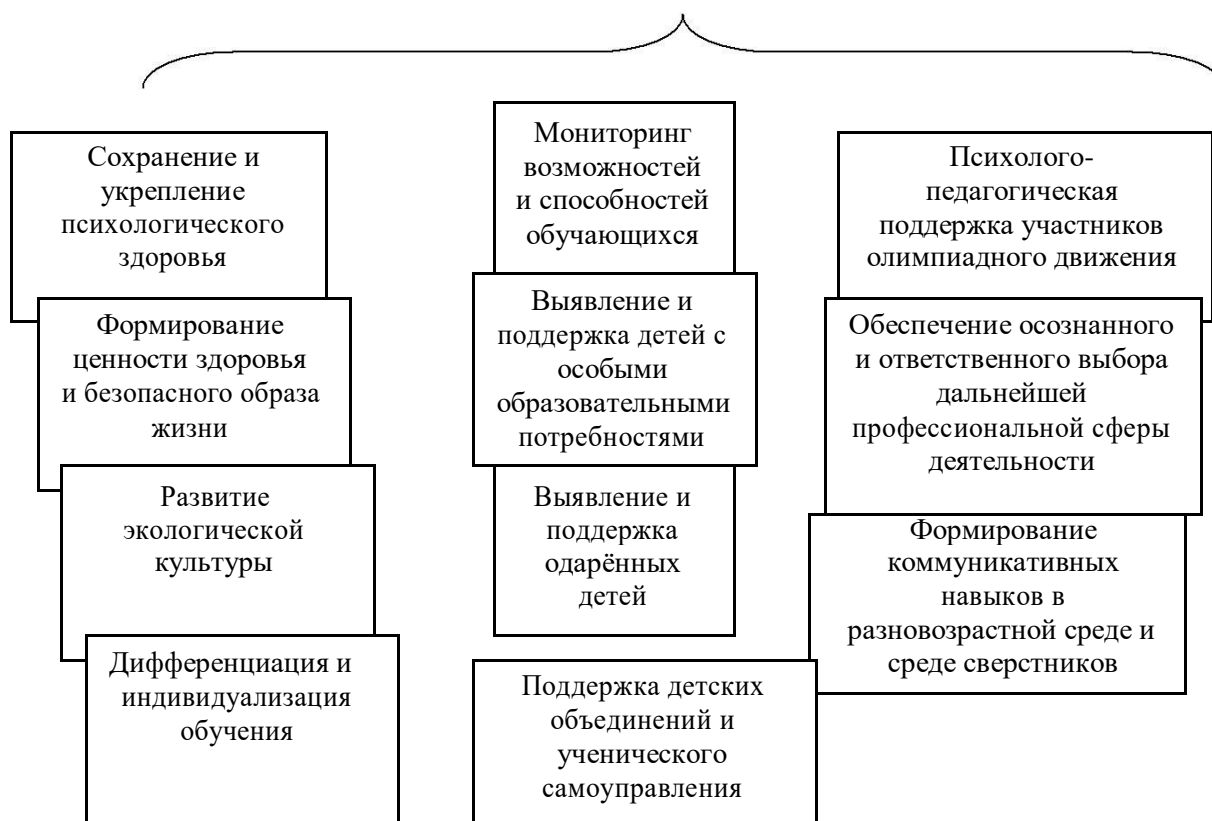 Сохранение и
укрепление
психологического
здоровья
Формирование
ценности здоровья
и безопасного образа
жизни
Развитие
экологической
культуры
Дифференциация и
индивидуализация
обучения
Мониторинг
возможностей
и способностей
обучающихся
Выявление и
поддержка детей с
особыми
образовательными
потребностями
Выявление и
поддержка
одарённых
детей
Поддержка детских
объединений и
ученического
самоуправления
Психолого-
педагогическая
поддержка участников
олимпиадного движения
Обеспечение осознанного
и ответственного выбора
дальнейшей
профессиональной сферы
деятельности
Формирование
коммуникативных
навыков в
разновозрастной среде и
среде сверстников